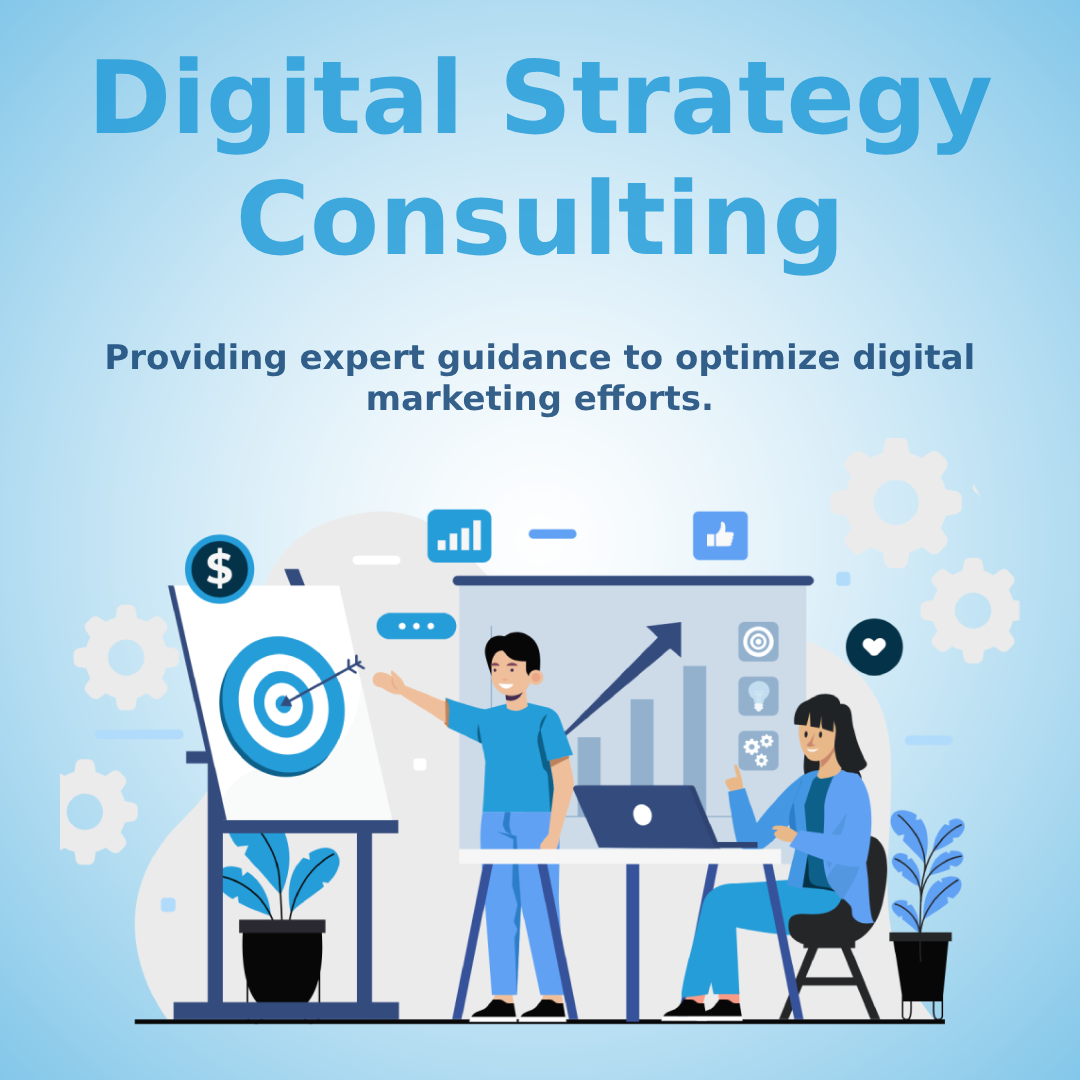 Digital Strategy
Consulting
Providing expert guidance to optimize digital
marketing efforts.
$